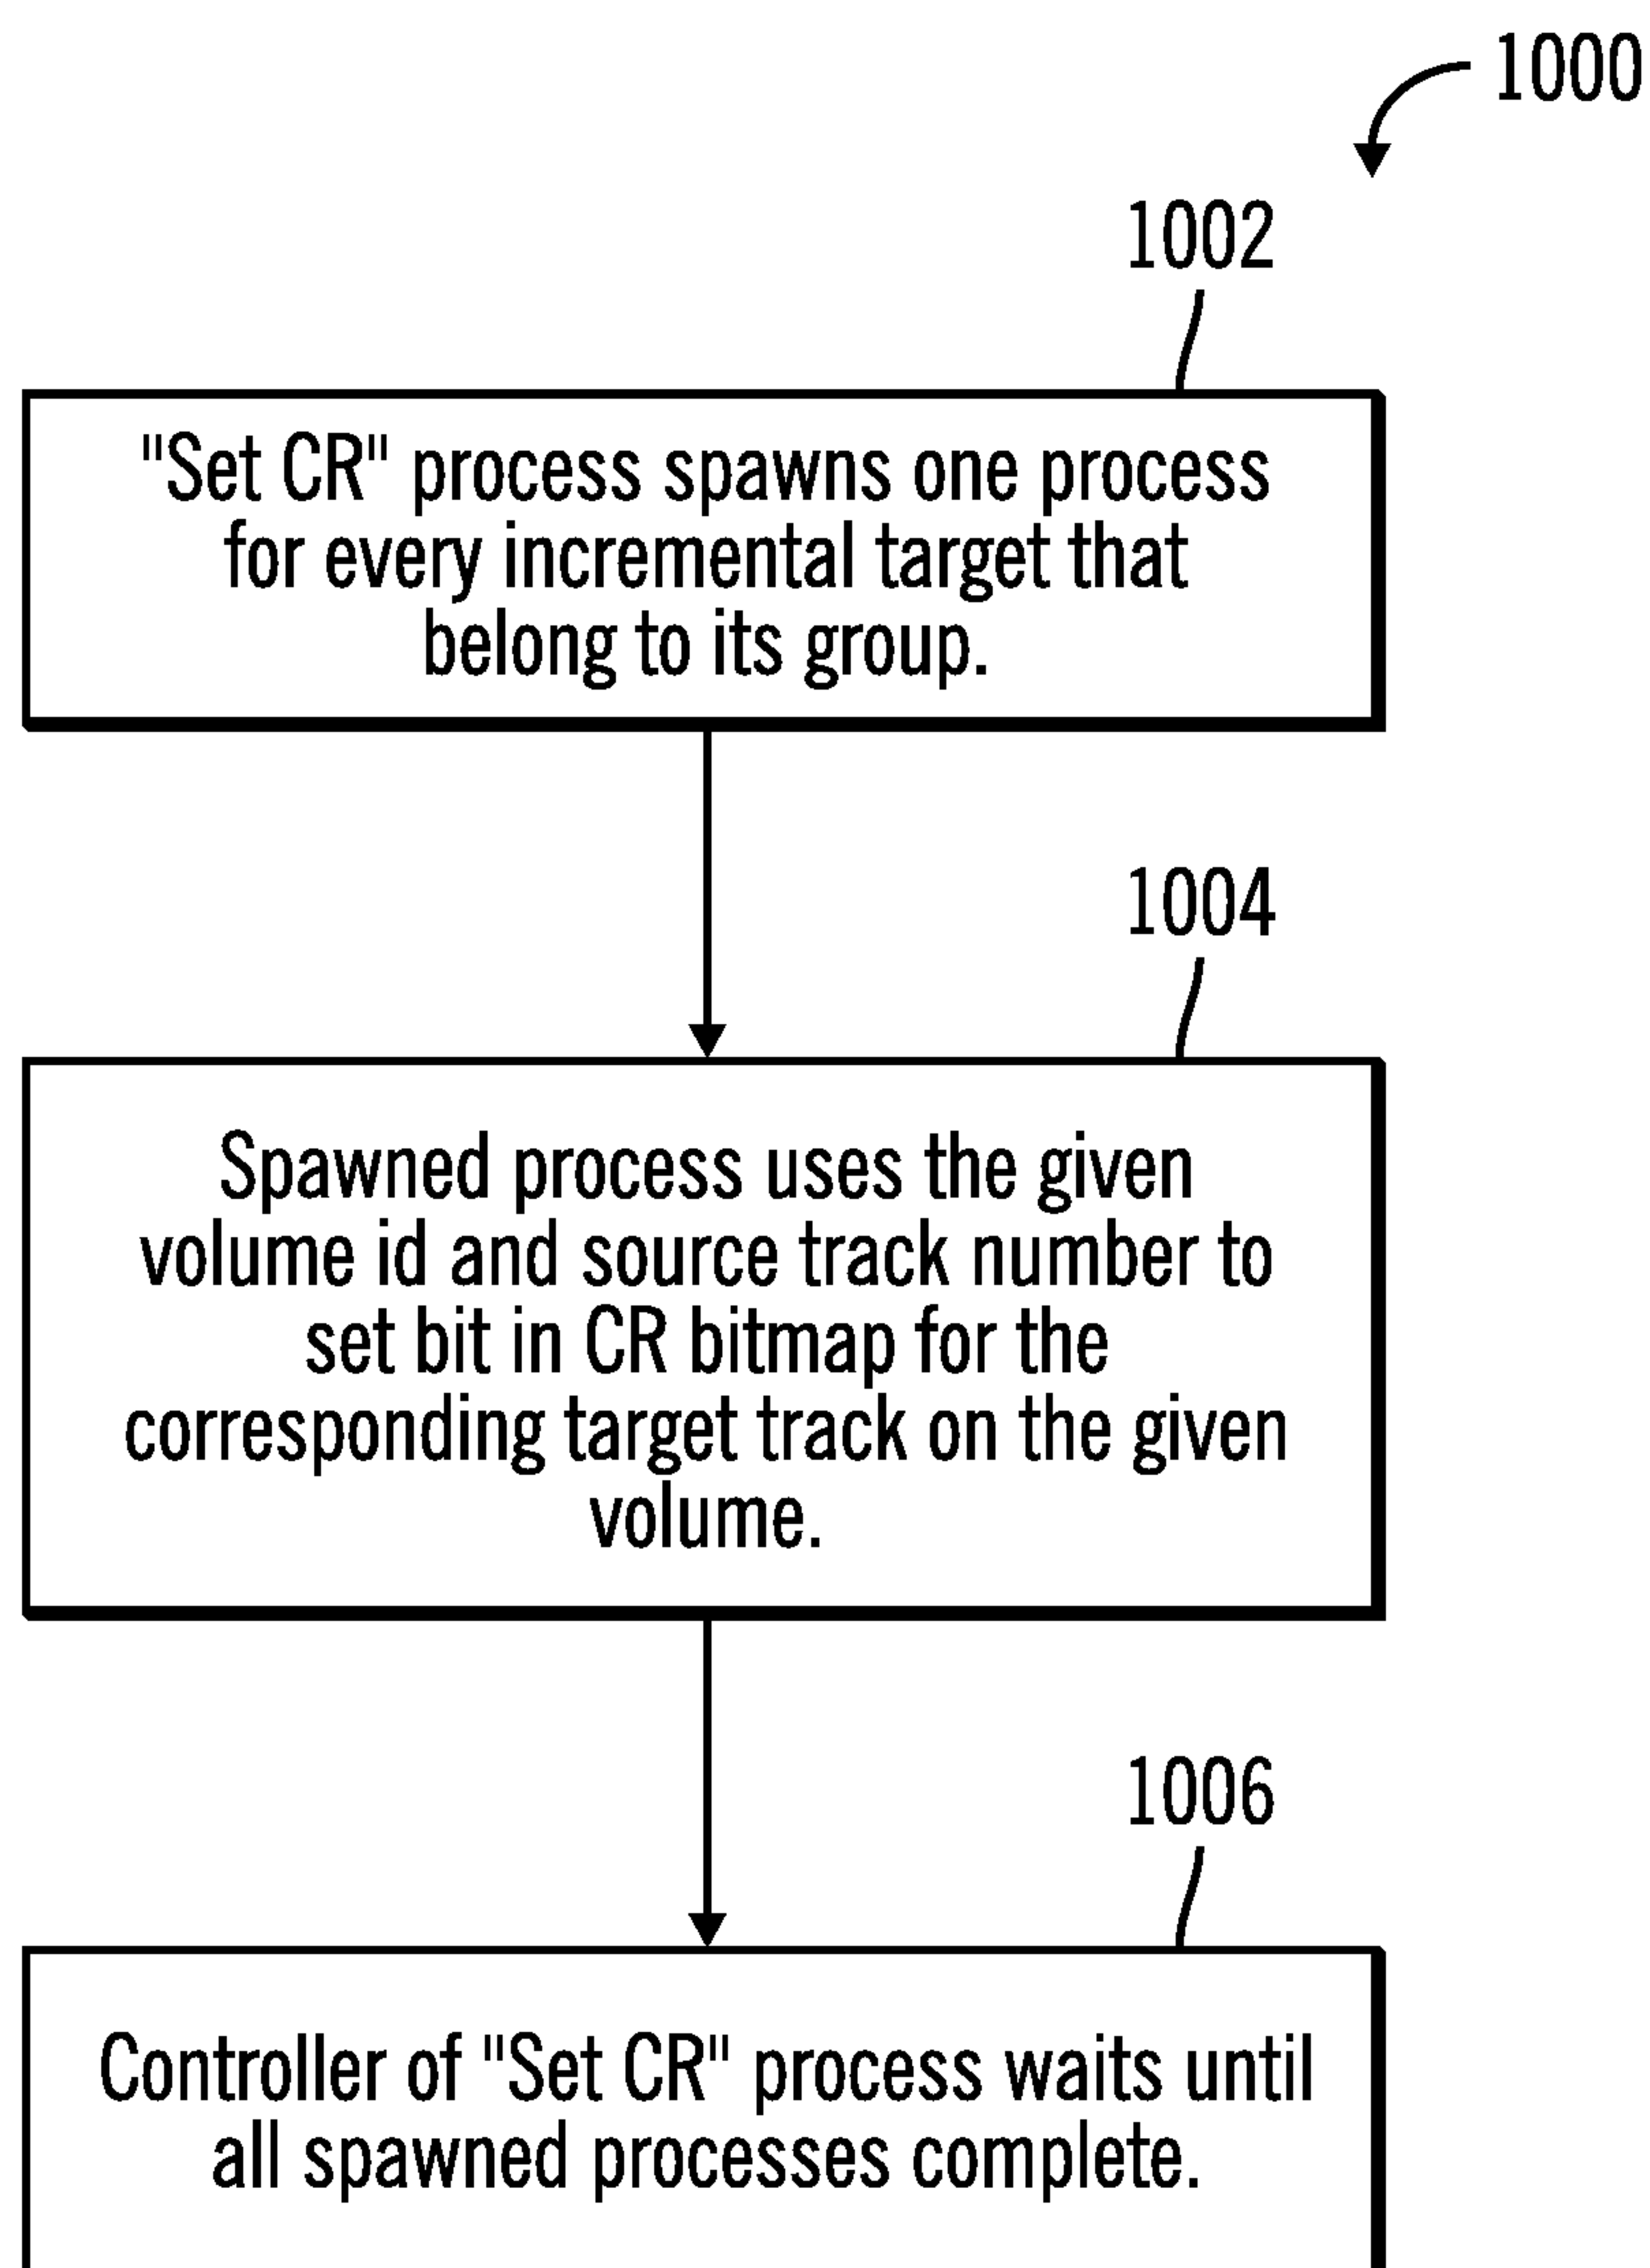 1000
1002
"Set CR" process spawns one process
for every incremental target that
belong to its group.
1004
Spawned process uses the given
volume id and source track number to
set bit in CR bitmap for the
corresponding target track on the given
volume.
1006
Controller of "Set CR" process waits until
all spawned processes complete.